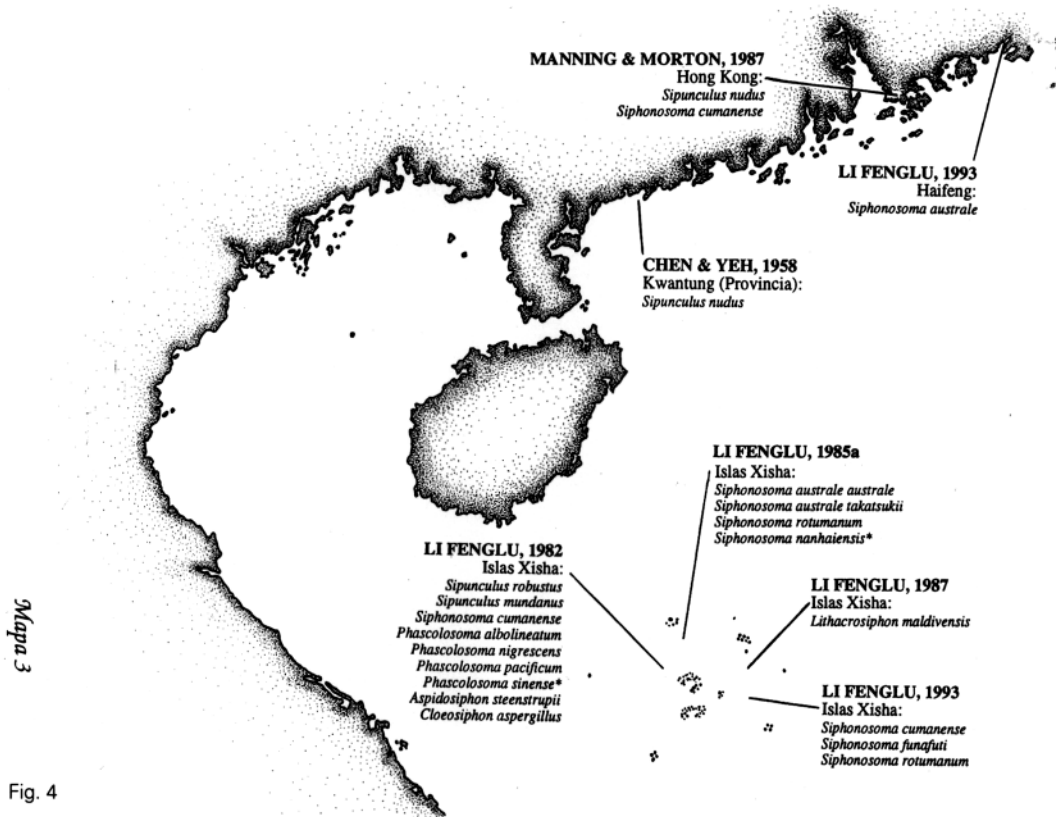 MANNING & MORTON, 1987
Hong Kong:
Sipunculus nudus
Siphonosoma cumanense
LI FENGLU, 1993
Haifeng:
Siphonosoma australe
CHEN & YEH, 1958
Kwantung (Provincia):
Sipunculus nudus
LI FENGLU, 1985a
Islas Xisha:
Siphonosoma australe australe
Siphonosoma australe takatsukii
Siphonosoma rotumanum
Siphonosoma nanhaiensis*
LI FENGLU, 1982
Islas Xisha:
Sipunculus robustus
Sipunculus mundanus
Siphonosoma cumanense
Phascolosoma albolineatum
Phascolosoma nigrescens
Phascolosoma pacificum
Phascolosoma sinense*
Aspidosiphon steenstrupii
Cloeosiphon aspergillus
LI FENGLU, 1987
Islas Xisha:
Lithacrosiphon maldivensis
LI FENGLU, 1993
Islas Xisha:
Siphonosoma cumanense
Siphonosoma funafuti
Siphonosoma rotumanum
Mapa 3
Fig. 4